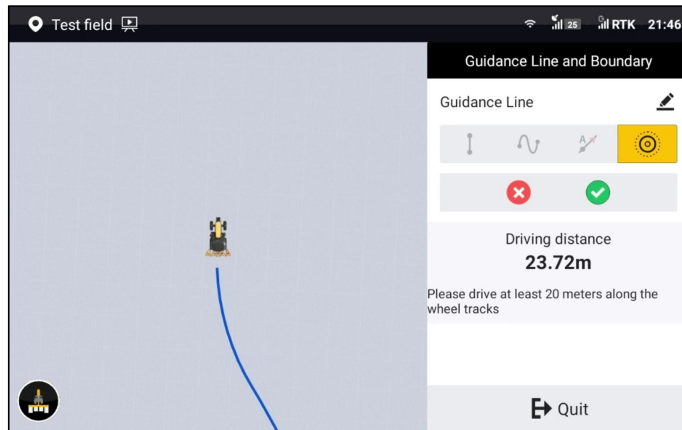 Test field
25
RTK
21:46
Guidance Line and Boundary
Guidance Line
A
Driving distance
23.72m
Please drive at least 20 meters along the
wheel tracks
Quit